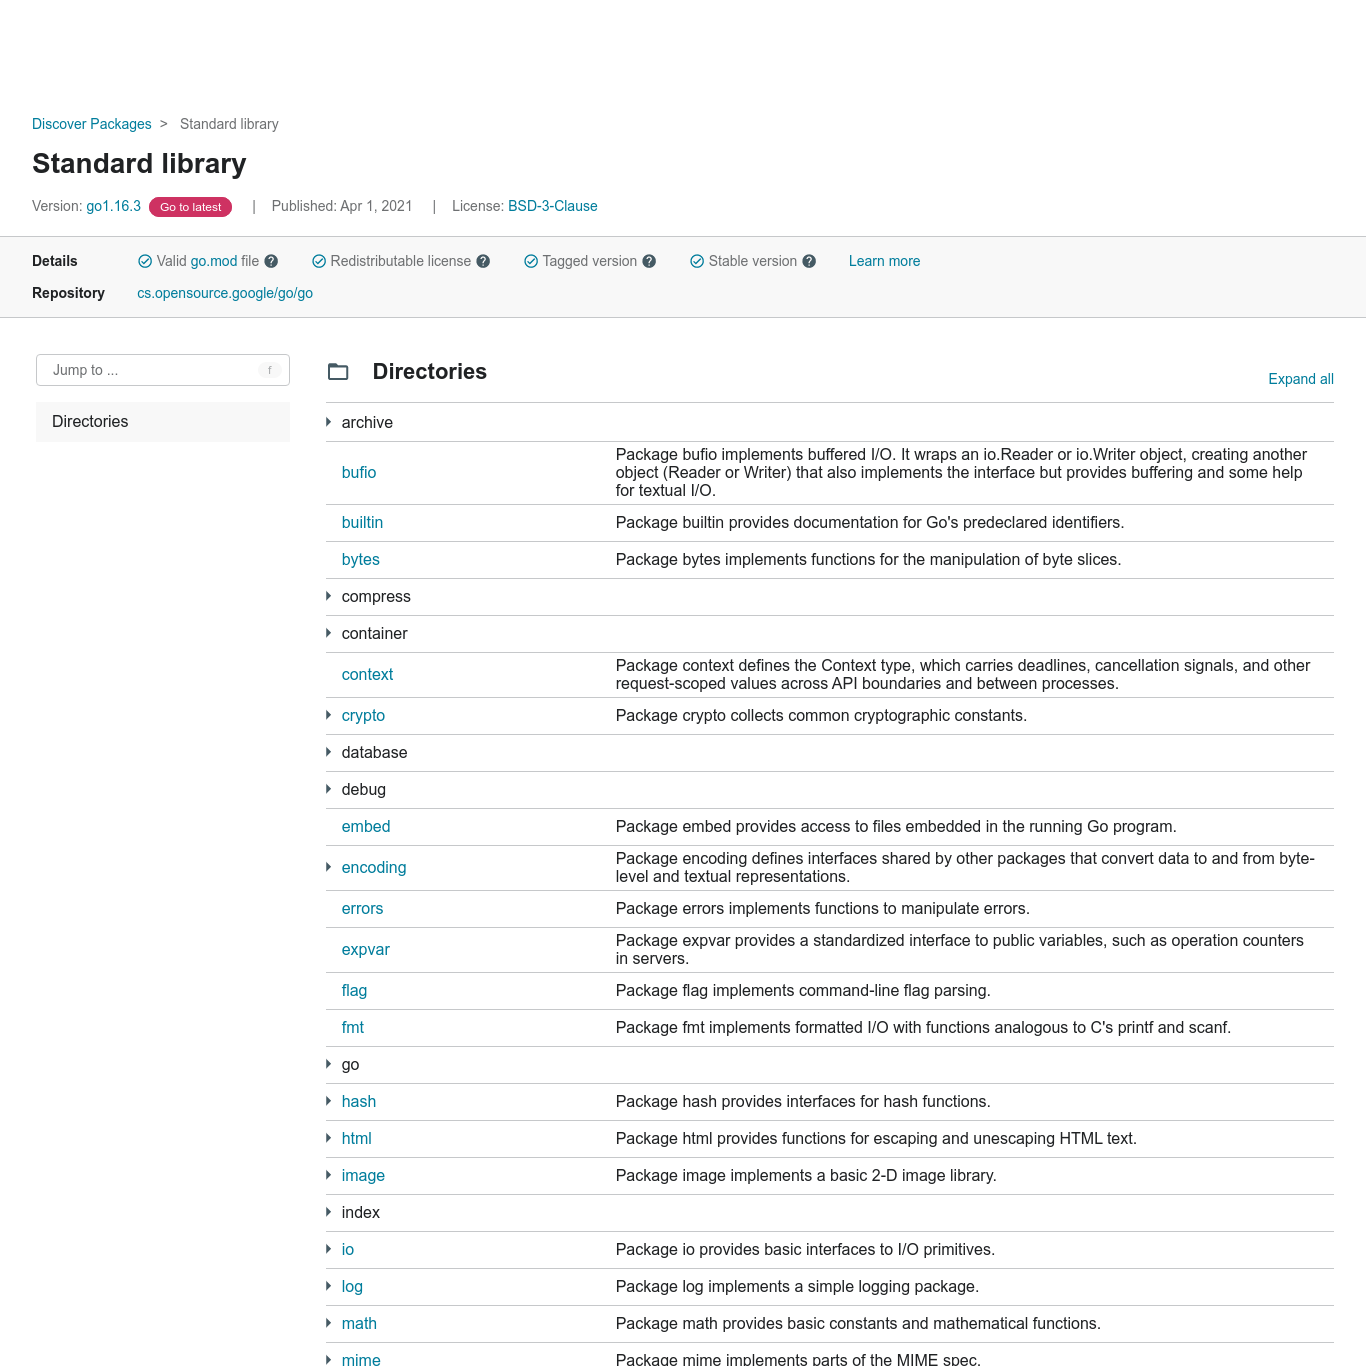 Discover Packages > Standard library
Standard library
Version: go1.16.3 Go to latest | Published: Apr 1, 2021 | License: BSD-3-Clause
Details Valid go.mod file ? Redistributable license ? Tagged version ? Stable version ? Learn more
Repository cs.opensource.google/go/go
Jump to ... f
Directories
Directories
Expand all
archive
bufio
Package bufio implements buffered I/O. It wraps an io.Reader or io.Writer object, creating another
object (Reader or Writer) that also implements the interface but provides buffering and some help
for textual I/O.
builtin Package builtin provides documentation for Go's predeclared identifiers.
bytes Package bytes implements functions for the manipulation of byte slices.
compress
container
context
Package context defines the Context type, which carries deadlines, cancellation signals, and other
request-scoped values across API boundaries and between processes.
crypto Package crypto collects common cryptographic constants.
database
debug
embed Package embed provides access to files embedded in the running Go program.
encoding
Package encoding defines interfaces shared by other packages that convert data to and from byte-
level and textual representations.
errors Package errors implements functions to manipulate errors.
expvar
Package expvar provides a standardized interface to public variables, such as operation counters
in servers.
flag Package flag implements command-line flag parsing.
fmt Package fmt implements formatted I/O with functions analogous to C's printf and scanf.
go
hash Package hash provides interfaces for hash functions.
html Package html provides functions for escaping and unescaping HTML text.
image Package image implements a basic 2-D image library.
index
io Package io provides basic interfaces to I/O primitives.
log Package log implements a simple logging package.
math Package math provides basic constants and mathematical functions.
mime Package mime implements parts of the MIME spec.